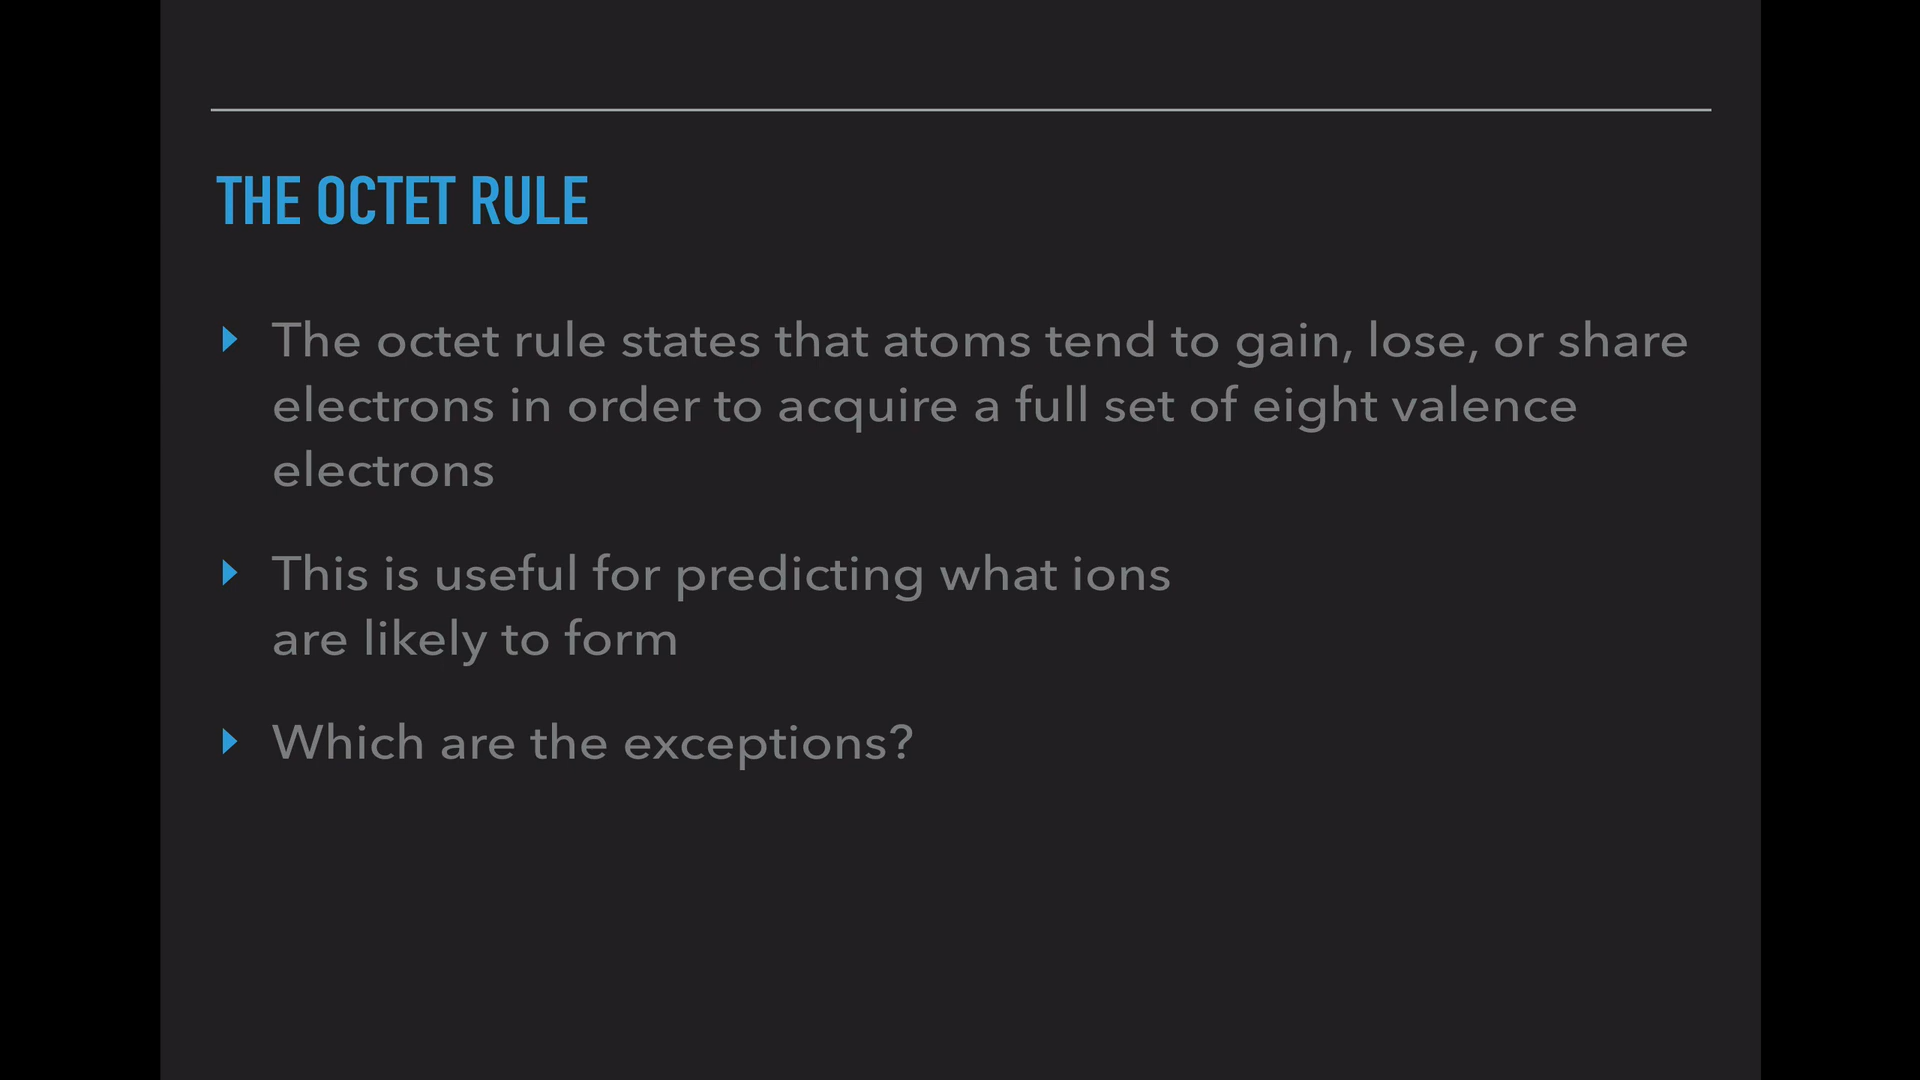 THE OCTET RULE
The octet rule states that atoms tend to gain, lose, or share
electrons in order to acquire a full set of eight valence
electrons
This is useful for predicting what ions
are likely to form
Which are the exceptions?